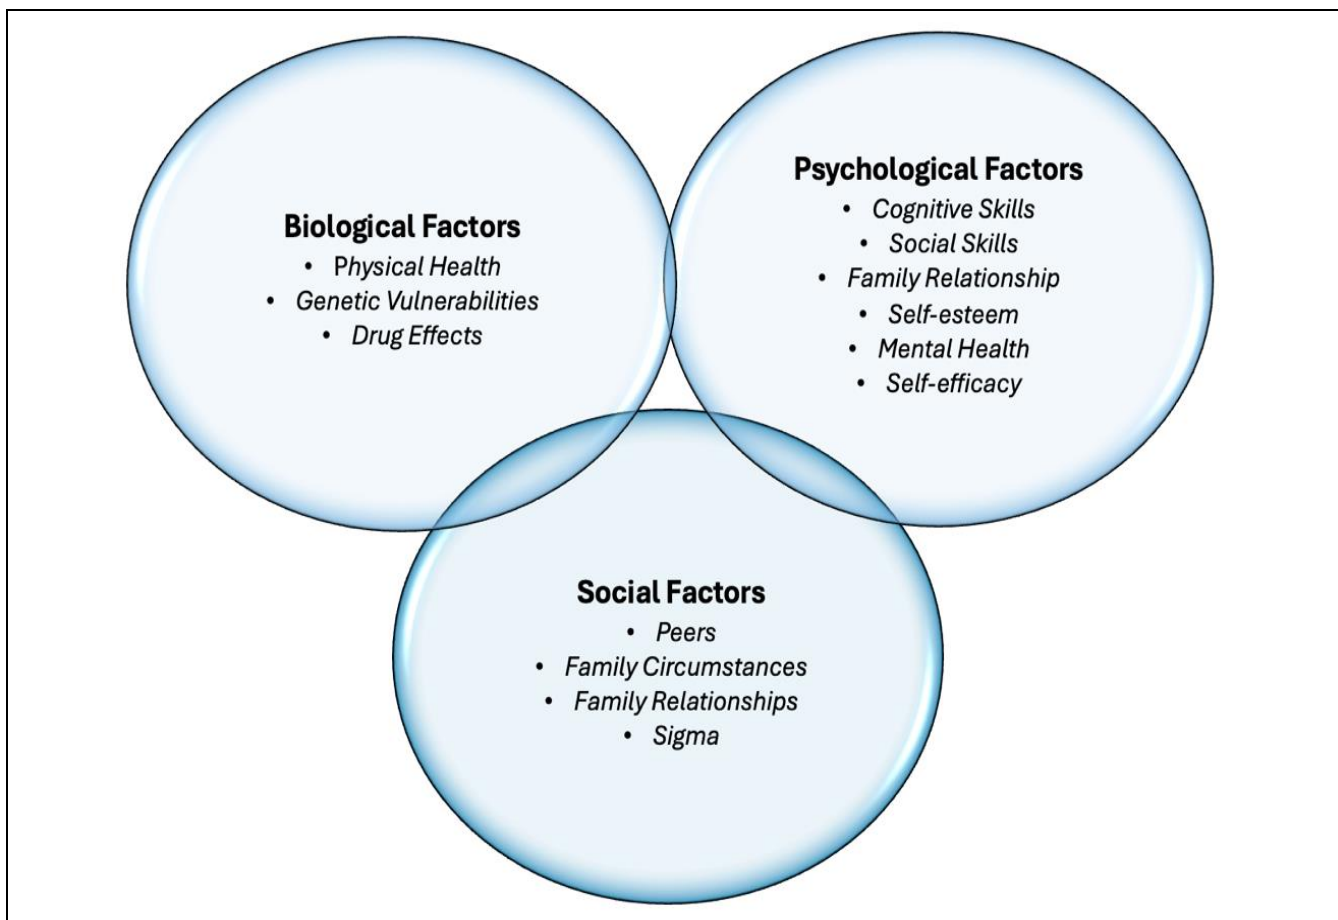 Biological Factors
• Physical Health
• Genetic Vulnerabilities
• Drug Effects
Psychological Factors
• Cognitive Skills
• Social Skills
• Family Relationship
• Self-esteem
• Mental Health
• Self-efficacy
Social Factors
• Peers
• Family Circumstances
• Family Relationships
• Sigma